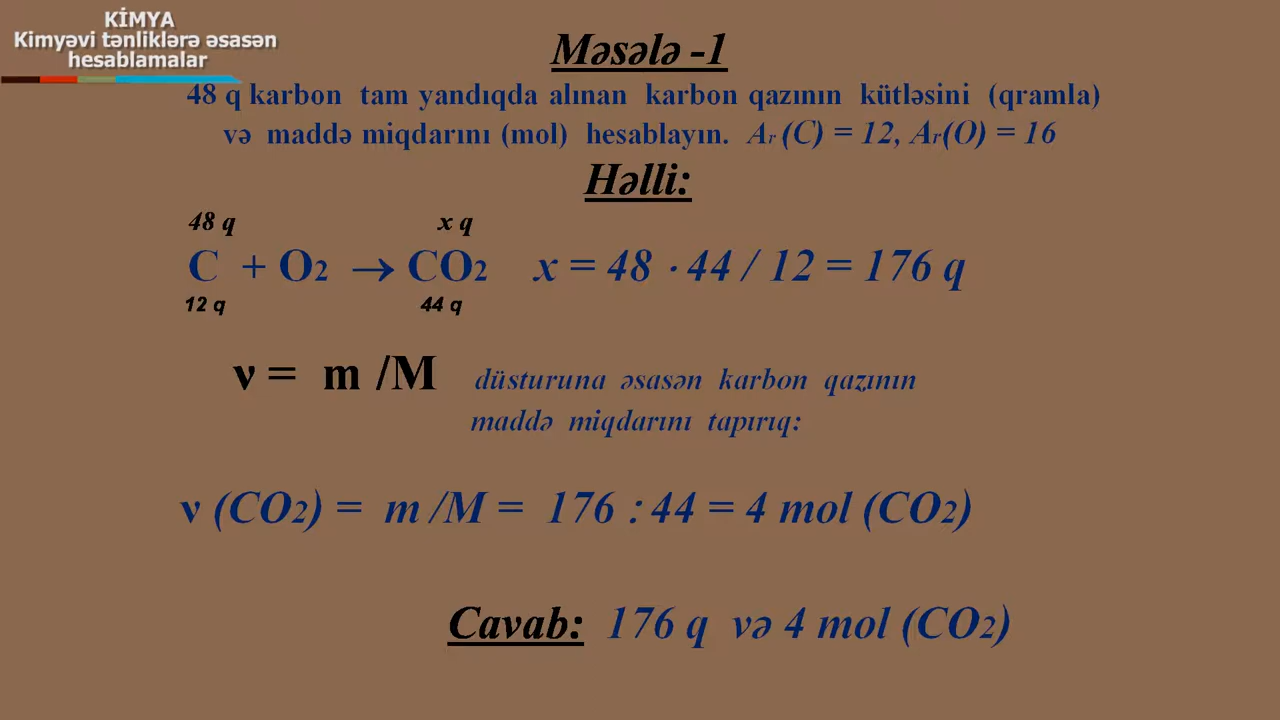 KİMYA
Kimyəvi tənliklərə əsasən
hesablamalar
Məsələ -1
48 q karbon tam yandıqda alınan karbon qazının kütləsini (qramla)
və maddə miqdarını (mol) hesablayın. Ar (C) = 12, Ar(O) = 16
Həlli:
48 q x q
C + O2 → CO2 x = 48 · 44 / 12 = 176 q
12 q 44 q
ν = m /M düsturuna əsasən karbon qazının
maddə miqdarını tapırıq:
ν (CO2) = m /M = 176 : 44 = 4 mol (CO2)
Cavab: 176 q və 4 mol (CO2)